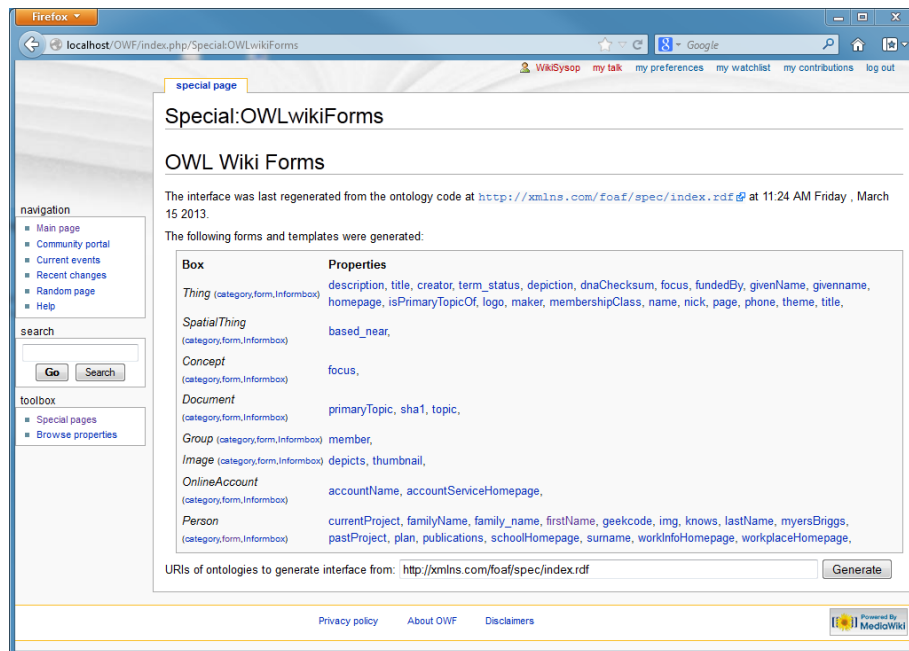 Firefox
localhost/OWF/index.php/Special:OWLwikiForms
Google
WikiSysop my talk my preferences my watchlist my contributions log out
special page
Special:OWLwikiForms
OWL Wiki Forms
The interface was last regenerated from the ontology code at http://xmlns.com/foaf/spec/index.rdf at 11:24 AM Friday , March
15 2013.
The following forms and templates were generated:
navigation
Main page
Community portal
Current events
Recent changes
Random page
Help
search
Go Search
toolbox
Special pages
Browse properties
Box Properties
Thing (category,form,Informbox) description, title, creator, term_status, depiction, dnaChecksum, focus, fundedBy, givenName, givenname,
homepage, isPrimaryTopicOf, logo, maker, membershipClass, name, nick, page, phone, theme, title,
SpatialThing
(category,form,Informbox) based_near,
Concept
(category,form,Informbox) focus,
Document
(category,form,Informbox) primaryTopic, sha1, topic,
Group (category,form,Informbox) member,
Image (category,form,Informbox) depicts, thumbnail,
OnlineAccount
(category,form,Informbox) accountName, accountServiceHomepage,
Person currentProject, familyName, family_name, firstName, geekcode, img, knows, lastName, myersBriggs,
(category,form,Informbox) pastProject, plan, publications, schoolHomepage, surname, workInfoHomepage, workplaceHomepage,
URIs of ontologies to generate interface from: http://xmlns.com/foaf/spec/index.rdf Generate
Privacy policy About OWF Disclaimers
Powered By
MediaWiki